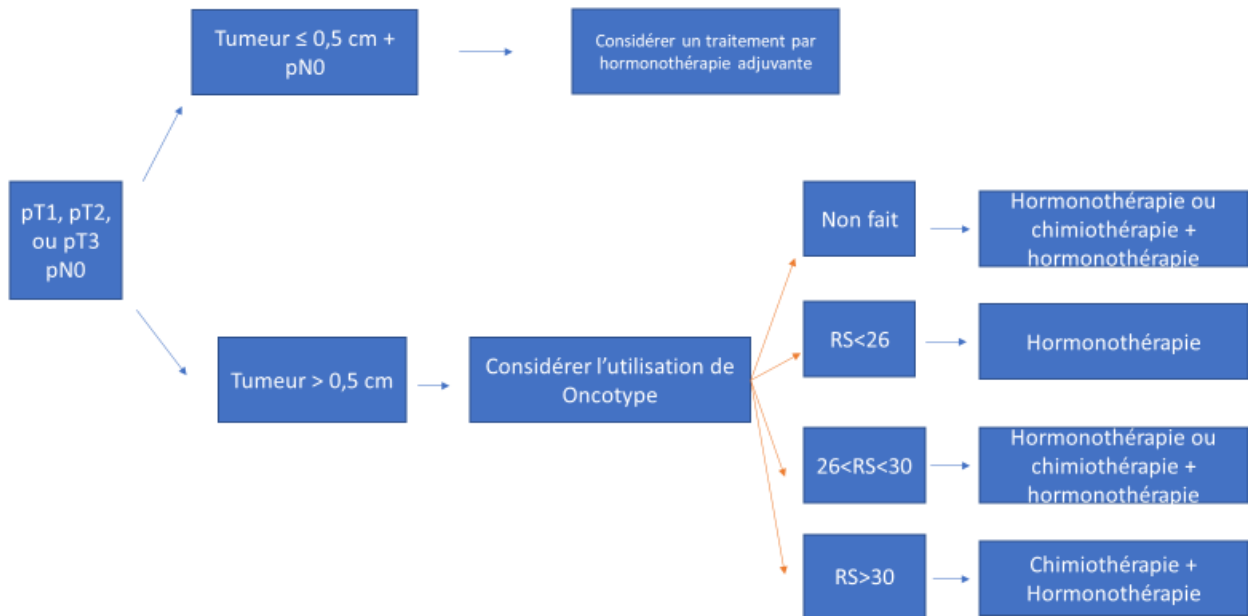 Tumeur ≤ 0,5 cm +
pN0
Considérer un traitement par
hormonothérapie adjuvante
pT1, pT2,
ou pT3
pN0
Tumeur > 0,5 cm
Considérer l’utilisation de
Oncotype
Non fait
Hormonothérapie ou
chimiothérapie +
hormonothérapie
RS<26
Hormonothérapie
26<RS<30
Hormonothérapie ou
chimiothérapie +
hormonothérapie
RS>30
Chimiothérapie +
Hormonothérapie